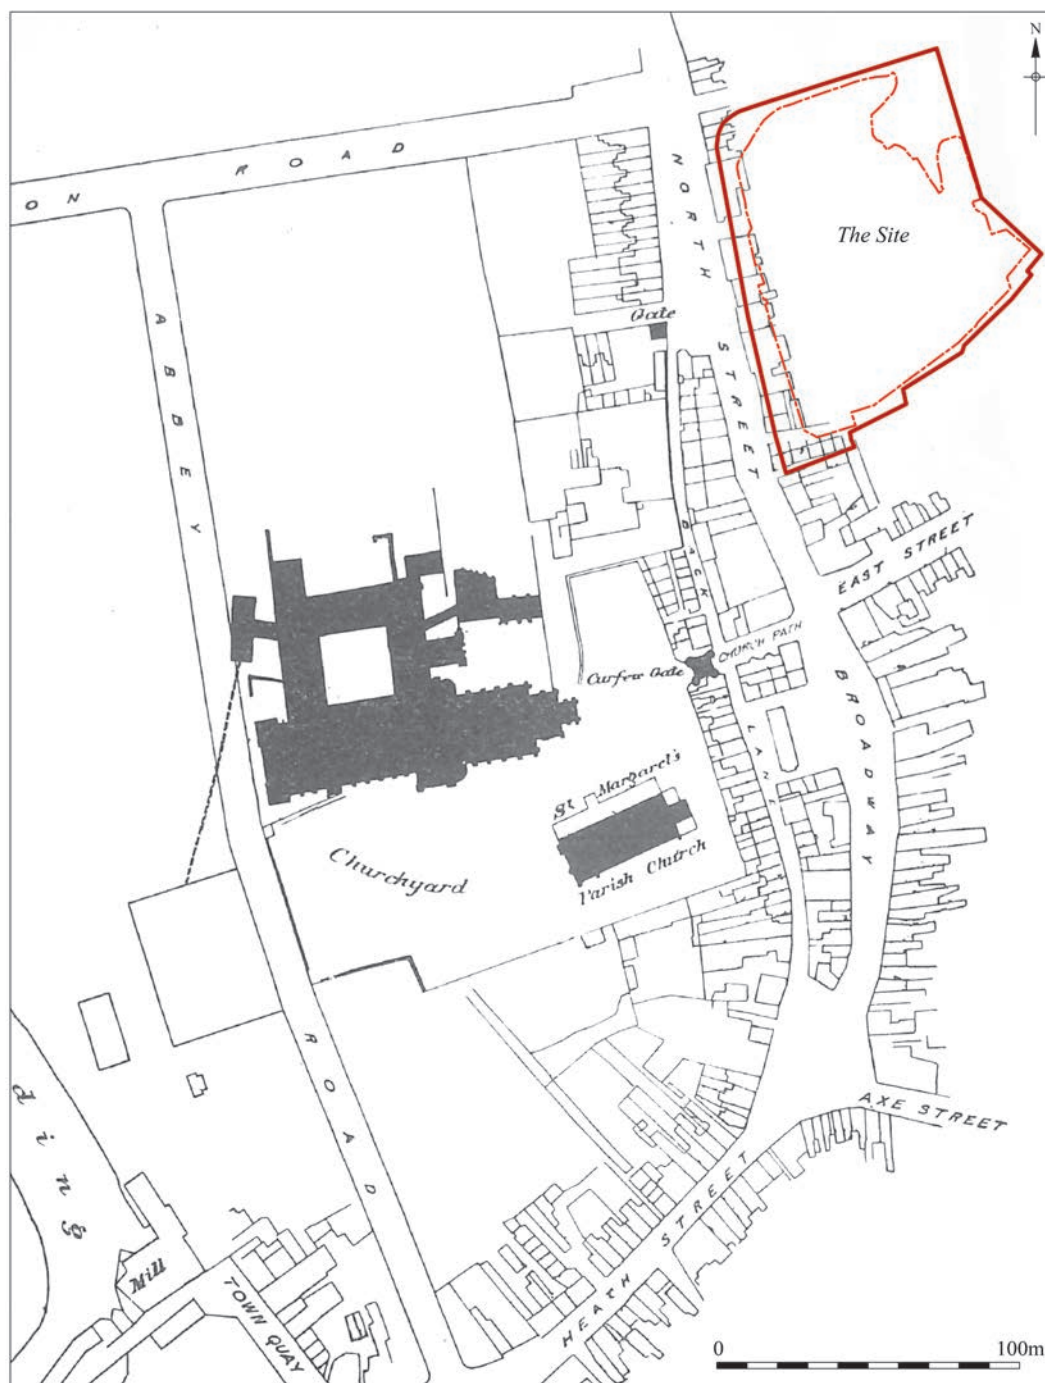 N
ON ROAD
NORTH STREET
The Site
ABBEY ROAD
Gate
BACK LANE
EAST STREET
CHURCH PATH
Curfew Gate
BROADWAY
St Margaret's
Parish Church
Churchyard
AXE STREET
ding
HEATH STREET
Mill
TOWN QUAY
0 100m